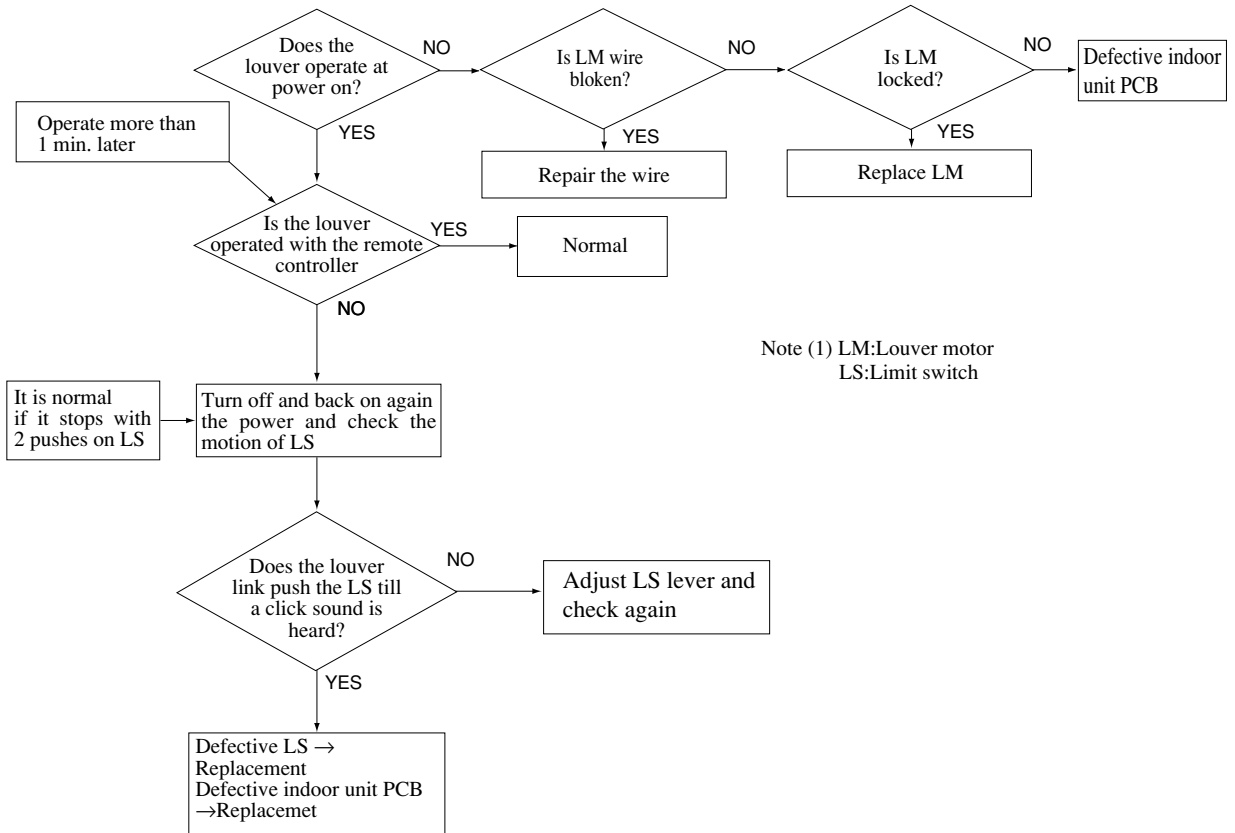 Does the
louver operate at
power on?
NO
Is LM wire
bloken?
NO
Is LM
locked?
NO
Defective indoor
unit PCB
YES
YES
YES
Operate more than
1 min. later
Repair the wire
Replace LM
Is the louver
operated with the remote
controller
YES
Normal
NO
Note (1) LM:Louver motor
LS:Limit switch
It is normal
if it stops with
2 pushes on LS
Turn off and back on again
the power and check the
motion of LS
Does the louver
link push the LS till
a click sound is
heard?
NO
Adjust LS lever and
check again
YES
Defective LS →
Replacement
Defective indoor unit PCB
→Replacemet